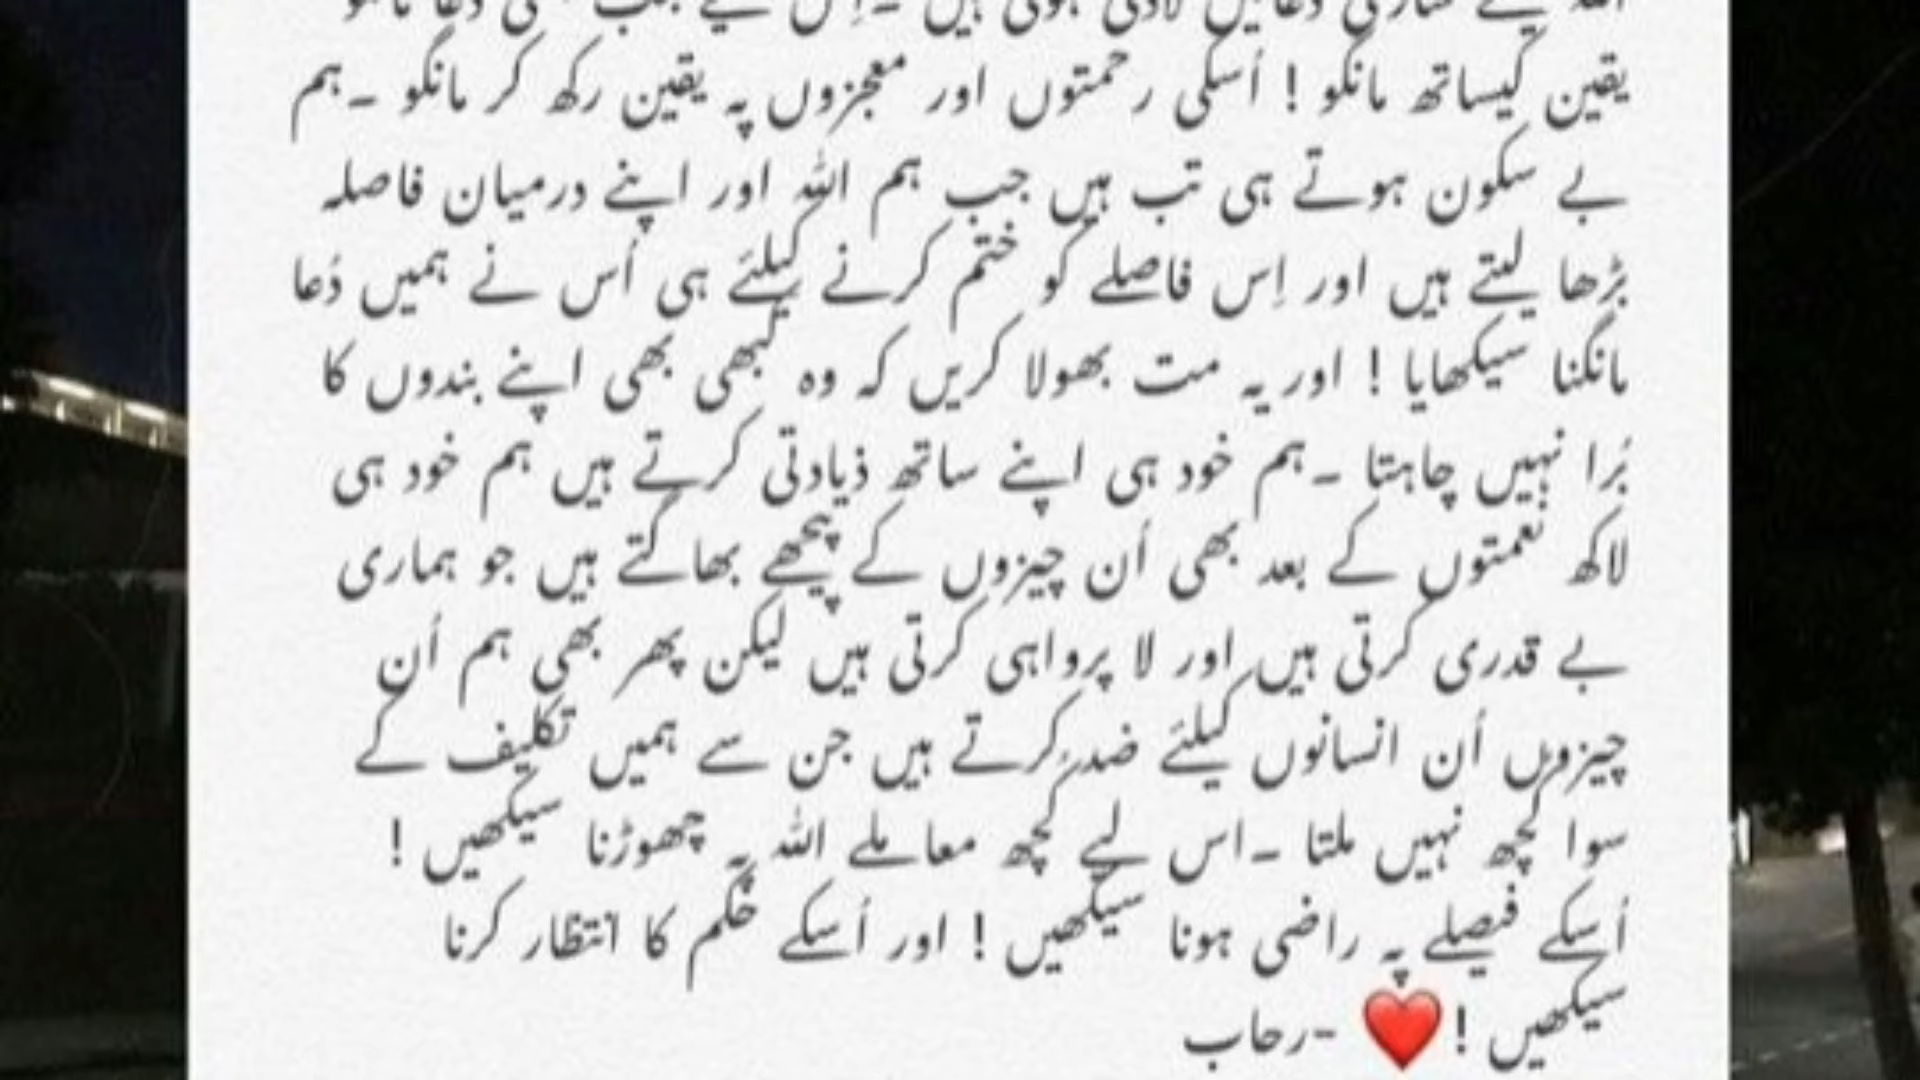 یقین کیساتھ مانگو ! اُسکی رحمتوں اور معجزوں پہ یقین رکھ کر مانگو ۔ہم
بے سکون ہوتے ہی تب ہیں جب ہم اللہ اور اپنے درمیان فاصلہ
بڑھا لیتے ہیں اور اِس فاصلے کو ختم کرنے کیلئے ہی اُس نے ہمیں دُعا
مانگنا سیکھایا ! اور یہ مت بھولا کریں کہ وہ کبھی بھی اپنے بندوں کا
بُرا نہیں چاہتا ۔ہم خود ہی اپنے ساتھ ذیادتی کرتے ہیں ہم خود ہی
لاکھ نعمتوں کے بعد بھی اُن چیزوں کے پیچھے بھاگتے ہیں جو ہماری
بے قدری کرتی ہیں اور لا پرواہی کرتی ہیں لیکن پھر بھی ہم اُن
چیزوں اُن انسانوں کیلئے ضد کرتے ہیں جن سے ہمیں تکلیف کے
سوا کچھ نہیں ملتا ۔اس لیے کچھ معاملے اللہ پہ چھوڑنا سیکھیں !
اُسکے فیصلے پہ راضی ہونا سیکھیں ! اور اُسکے حُکم کا انتظار کرنا
سیکھیں !❤️ -رحاب